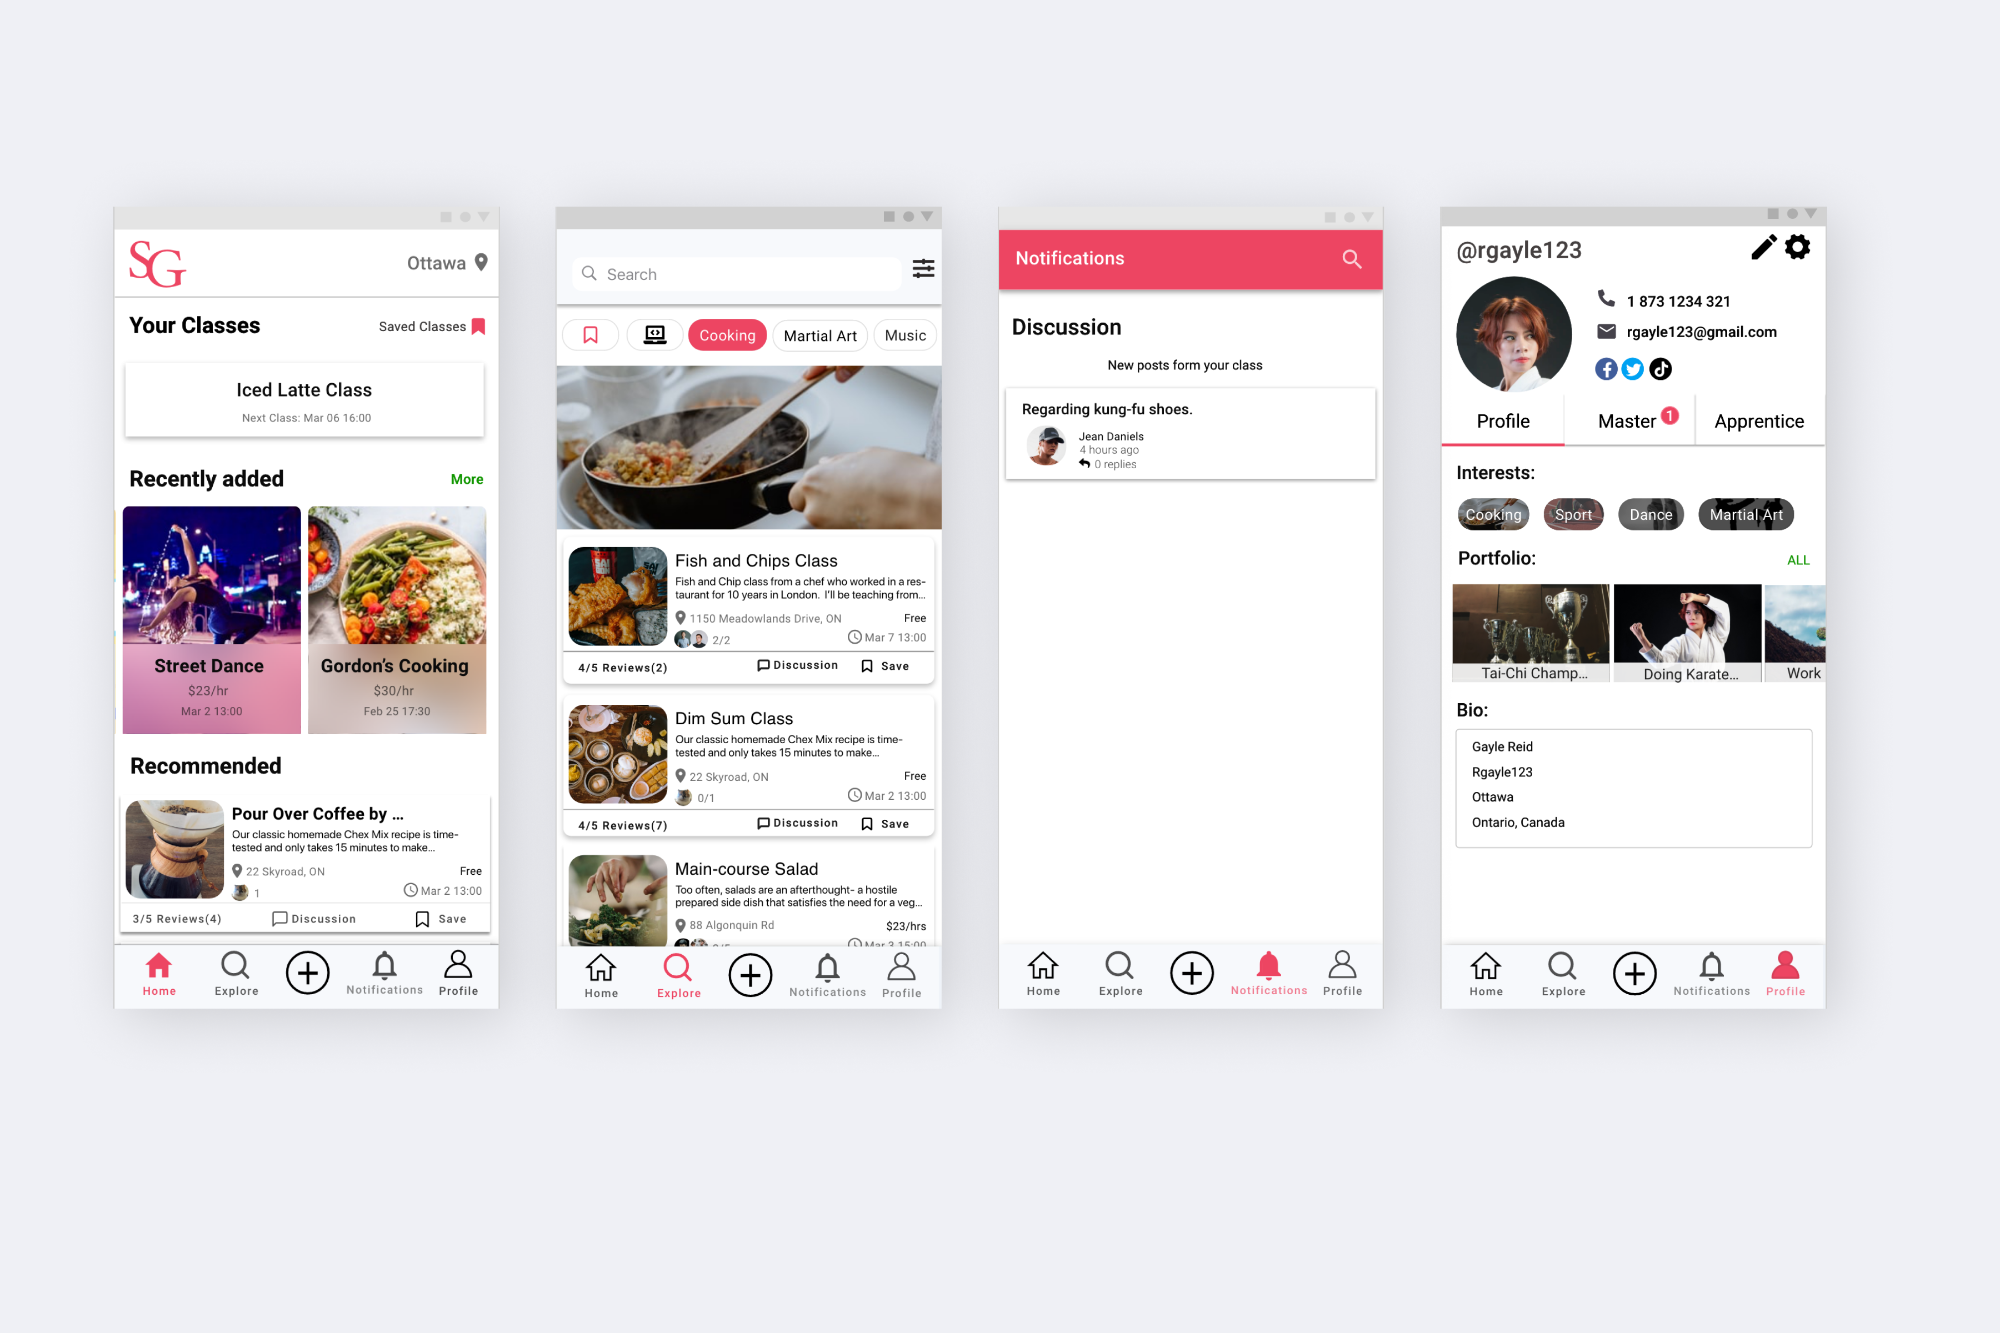 SG
Ottawa
Your Classes
Saved Classes
Iced Latte Class
Next Class: Mar 06 16:00
Recently added
More
Street Dance
$23/hr
Mar 2 13:00
Gordon's Cooking
$30/hr
Feb 25 17:30
Recommended
Pour Over Coffee by ...
Our classic homemade Chex Mix recipe is time-
tested and only takes 15 minutes to make...
22 Skyroad, ON
Free
1
Mar 2 13:00
3/5 Reviews(4)
Discussion
Save
Home
Explore
Notifications
Profile
Search
Cooking
Martial Art
Music
Fish and Chips Class
Fish and Chip class from a chef who worked in a res-
taurant for 10 years in London. I'll be teaching from...
1150 Meadowlands Drive, ON
Free
2/2
Mar 7 13:00
4/5 Reviews(2)
Discussion
Save
Dim Sum Class
Our classic homemade Chex Mix recipe is time-
tested and only takes 15 minutes to make...
22 Skyroad, ON
Free
0/1
Mar 2 13:00
4/5 Reviews(7)
Discussion
Save
Main-course Salad
Too often, salads are an afterthought- a hostile
prepared side dish that satisfies the need for a veg...
88 Algonquin Rd
$23/hrs
Mar 3 15:00
Home
Explore
Notifications
Profile
Notifications
Discussion
New posts form your class
Regarding kung-fu shoes.
Jean Daniels
4 hours ago
0 replies
Home
Explore
Notifications
Profile
@rgayle123
1 873 1234 321
rgayle123@gmail.com
Profile
Master
1
Apprentice
Interests:
Cooking
Sport
Dance
Martial Art
Portfolio:
ALL
Tai-Chi Champ...
Doing Karate...
Work
Bio:
Gayle Reid
Rgayle123
Ottawa
Ontario, Canada
Home
Explore
Notifications
Profile